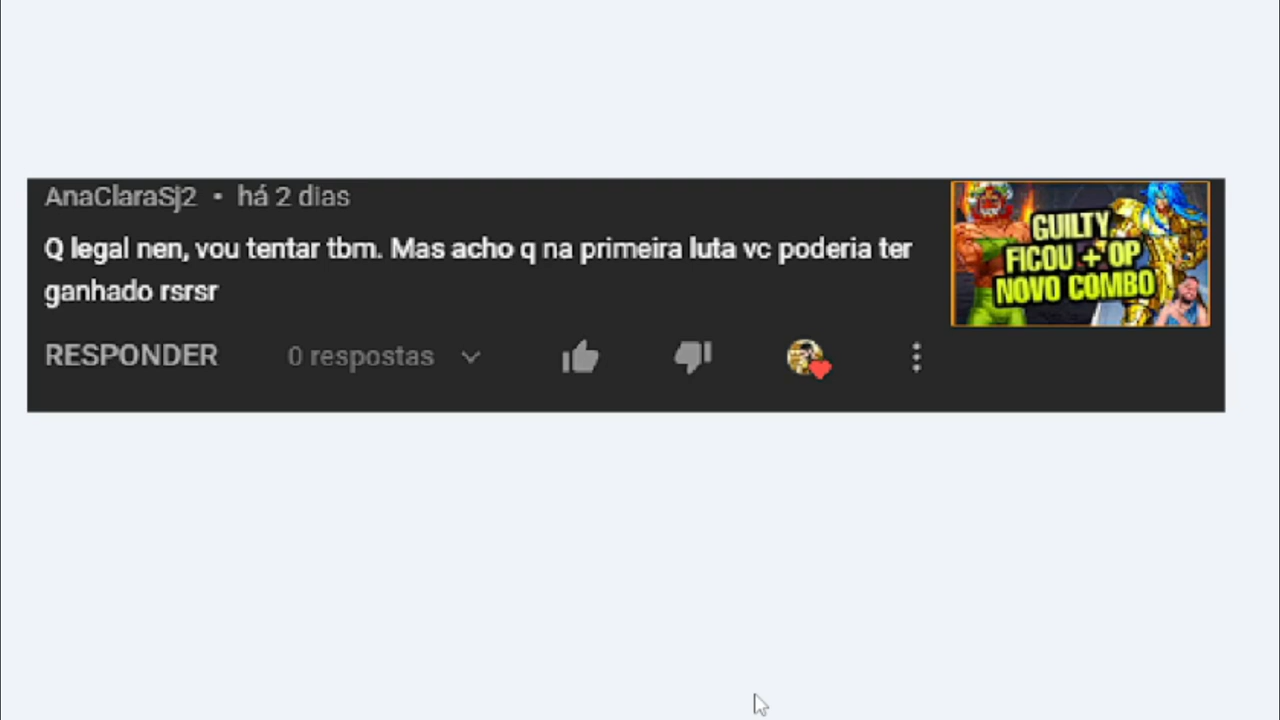 AnaClaraSj2 • há 2 dias
Q legal nen, vou tentar tbm. Mas acho q na primeira luta vc poderia ter
ganhado rsrsr
RESPONDER 0 respostas
GUILTY
FICOU + OP
NOVO COMBO